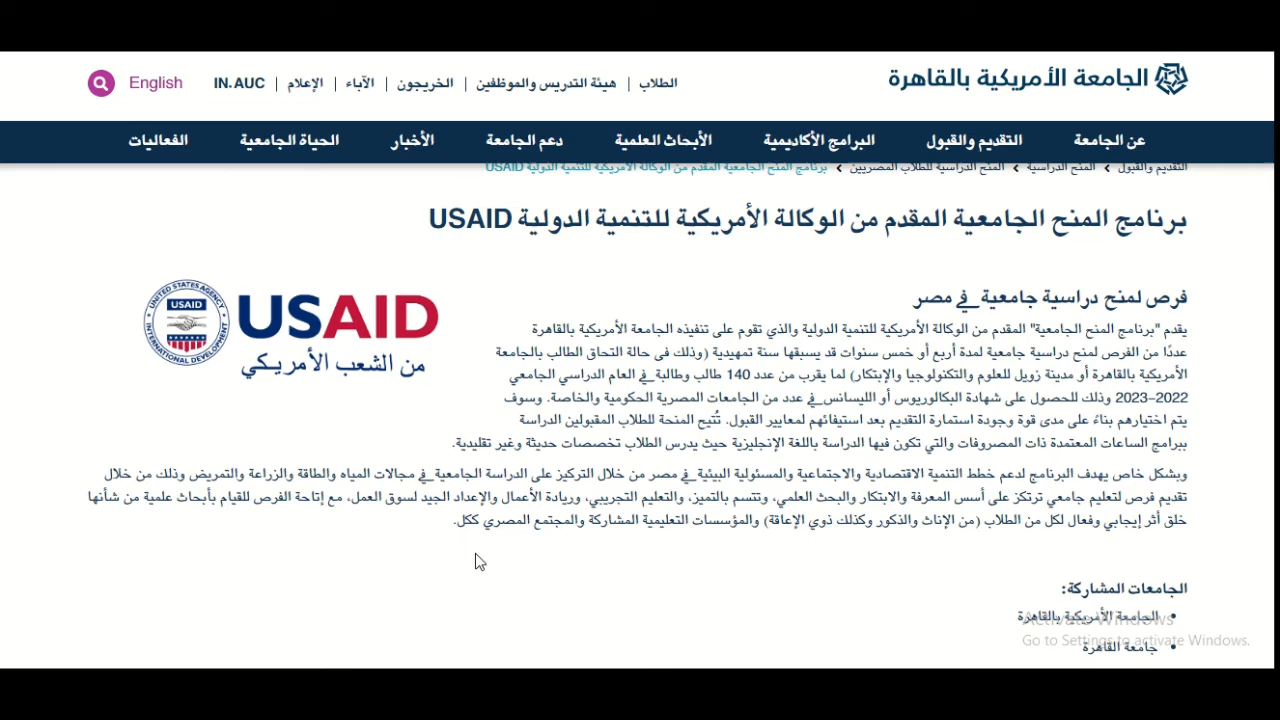 الجامعة الأمريكية بالقاهرة
الطلاب | هيئة التدريس والموظفين | الخريجون | الآباء | الإعلام | IN.AUC
English
عن الجامعة التقديم والقبول البرامج الأكاديمية الأبحاث العلمية دعم الجامعة الأخبار الحياة الجامعية الفعاليات
التقديم والقبول > المنح الدراسية > المنح الدراسية للطلاب المصريين > برنامج المنح الجامعية المقدم من الوكالة الأمريكية للتنمية الدولية USAID
برنامج المنح الجامعية المقدم من الوكالة الأمريكية للتنمية الدولية USAID
UNITED STATES AGENCY
USAID
INTERNATIONAL DEVELOPMENT
USAID
من الشعب الأمريكي
فرص لمنح دراسية جامعية في مصر
يقدم "برنامج المنح الجامعية" المقدم من الوكالة الأمريكية للتنمية الدولية والذي تقوم على تنفيذه الجامعة الأمريكية بالقاهرة
عددًا من الفرص لمنح دراسية جامعية لمدة أربع أو خمس سنوات قد يسبقها سنة تمهيدية (وذلك فى حالة التحاق الطالب بالجامعة
الأمريكية بالقاهرة أو مدينة زويل للعلوم والتكنولوجيا والإبتكار) لما يقرب من عدد 140 طالب وطالبة في العام الدراسي الجامعي
2022–2023 وذلك للحصول على شهادة البكالوريوس أو الليسانس في عدد من الجامعات المصرية الحكومية والخاصة. وسوف
يتم اختيارهم بناءً على مدى قوة وجودة استمارة التقديم بعد استيفائهم لمعايير القبول. تُتيح المنحة للطلاب المقبولين الدراسة
ببرامج الساعات المعتمدة ذات المصروفات والتي تكون فيها الدراسة باللغة الإنجليزية حيث يدرس الطلاب تخصصات حديثة وغير تقليدية.
وبشكل خاص يهدف البرنامج لدعم خطط التنمية الاقتصادية والاجتماعية والمسئولية البيئية في مصر من خلال التركيز على الدراسة الجامعية في مجالات المياه والطاقة والزراعة والتمريض وذلك من خلال
تقديم فرص لتعليم جامعي ترتكز على أسس المعرفة والابتكار والبحث العلمي، وتتسم بالتميز، والتعليم التجريبي، وريادة الأعمال والإعداد الجيد لسوق العمل، مع إتاحة الفرص للقيام بأبحاث علمية من شأنها
خلق أثر إيجابي وفعال لكل من الطلاب (من الإناث والذكور وكذلك ذوي الإعاقة) والمؤسسات التعليمية المشاركة والمجتمع المصري ككل.
الجامعات المشاركة:
• الجامعة الأمريكية بالقاهرة
• جامعة القاهرة
Activate Windows
Go to Settings to activate Windows.